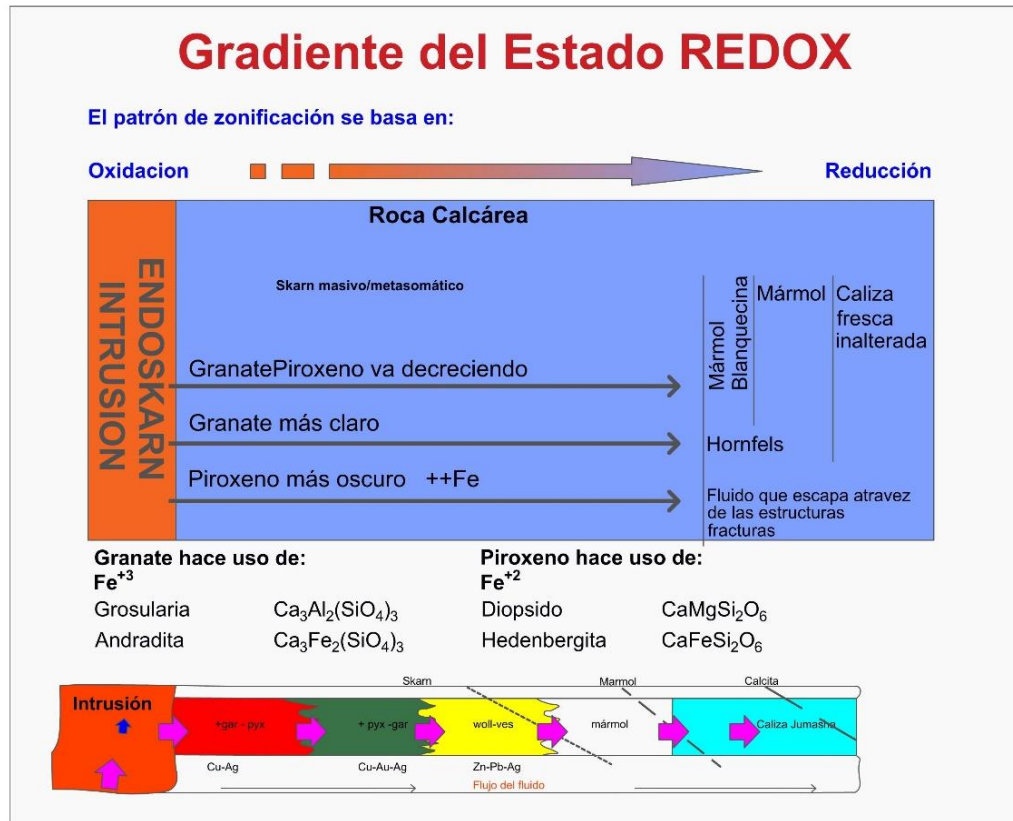 Gradiente del Estado REDOX
El patrón de zonificación se basa en:
Oxidacion
Reducción
INTRUSION
ENDOSKARN
Roca Calcárea
Skarn masivo/metasomático
GranatePiroxeno va decreciendo
Granate más claro
Piroxeno más oscuro ++Fe
Mármol
Blanquecina
Mármol
Caliza
fresca
inalterada
Hornfels
Fluido que escapa atravez
de las estructuras
fracturas
Granate hace uso de:
Fe+3
Grosularia Ca3Al2(SiO4)3
Andradita Ca3Fe2(SiO4)3
Piroxeno hace uso de:
Fe+2
Diopsido CaMgSi2O6
Hedenbergita CaFeSi2O6
Skarn
Marmol
Calcita
Intrusión
+gar - pyx
+ pyx -gar
woll-ves
mármol
Caliza Jumasha
Cu-Ag
Cu-Au-Ag
Zn-Pb-Ag
Flujo del fluido